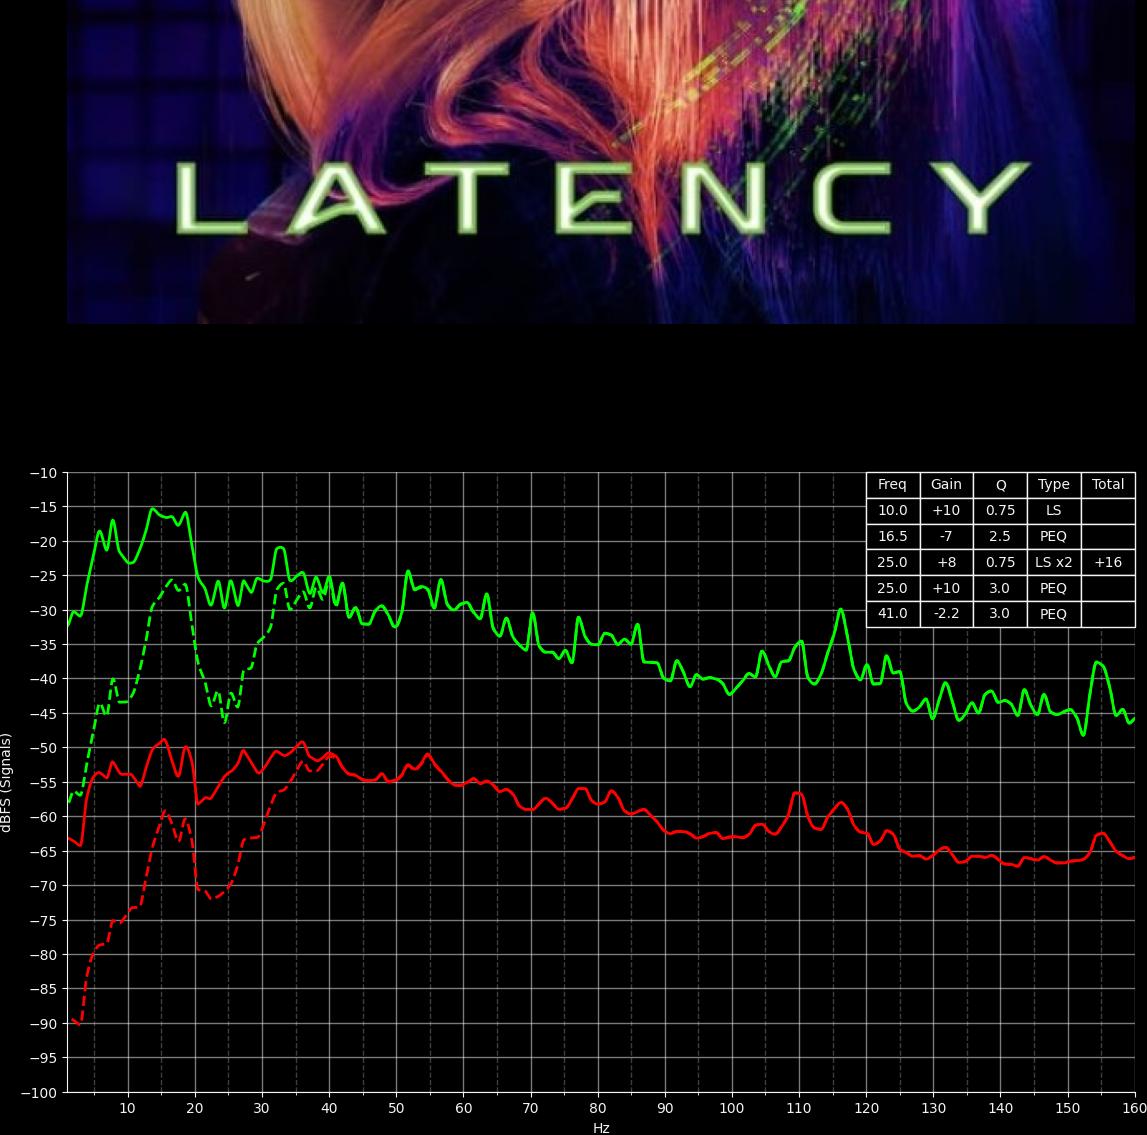 LATENCY
Freq Gain Q Type Total
10.0 +10 0.75 LS
16.5 -7 2.5 PEQ
25.0 +8 0.75 LS x2 +16
25.0 +10 3.0 PEQ
41.0 -2.2 3.0 PEQ
−10
−15
−20
−25
−30
−35
−40
−45
−50
−55
−60
−65
−70
−75
−80
−85
−90
−95
−100
dBFS (Signals)
10 20 30 40 50 60 70 80 90 100 110 120 130 140 150 160
Hz